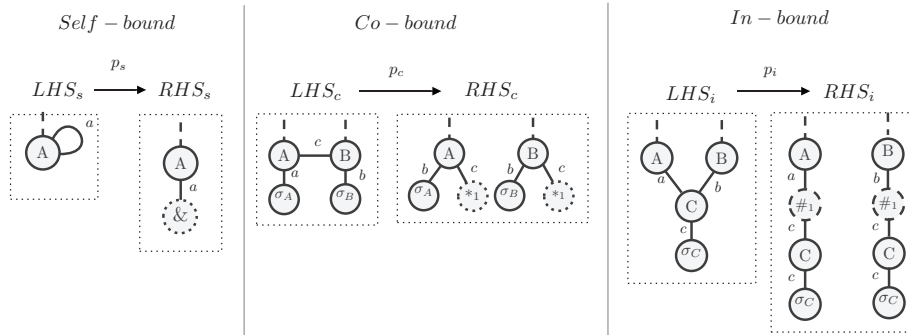 Self − bound
p_s
LHS_s RHS_s
A a
A
a
&
Co − bound
p_c
LHS_c RHS_c
A c B
a b
σ_A σ_B
A B
b c b c
σ_A *_1 σ_B *_1
In − bound
p_i
LHS_i RHS_i
A B
a b
C
c
σ_C
A B
a b
#_1 #_1
c c
C C
c c
σ_C σ_C